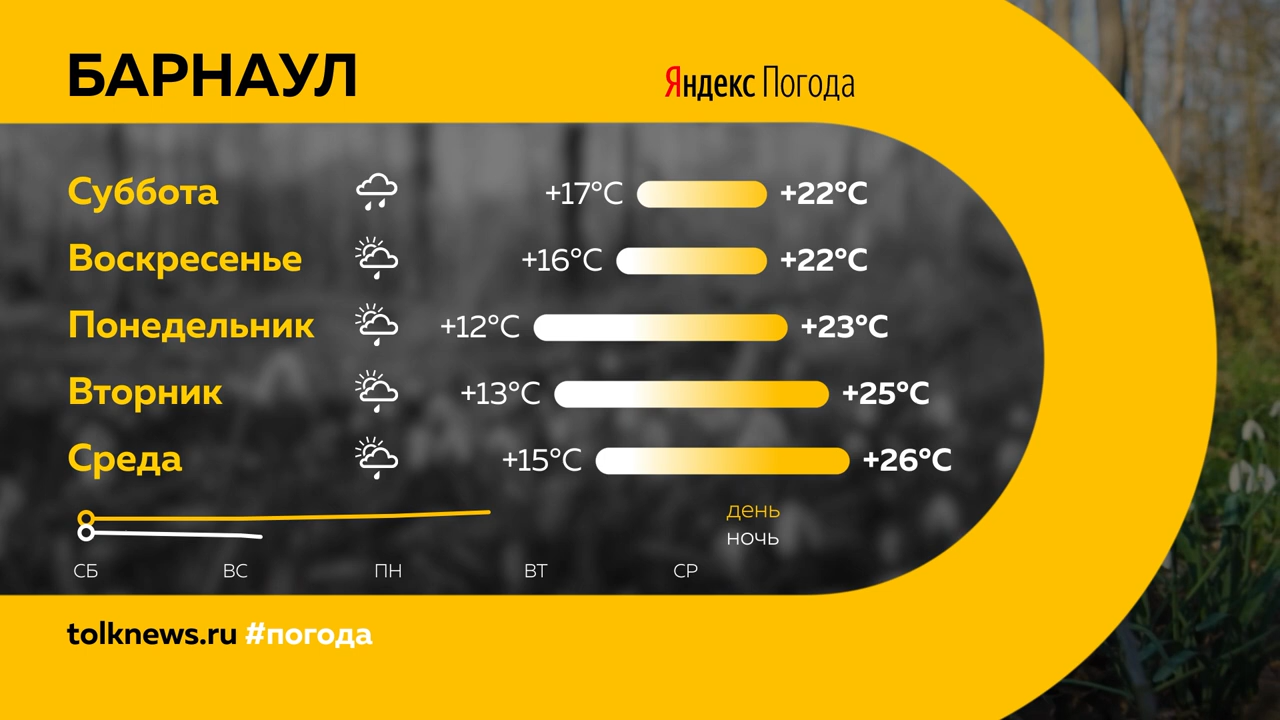 БАРНАУЛ
Яндекс Погода
Суббота +17°C +22°C
Воскресенье +16°C +22°C
Понедельник +12°C +23°C
Вторник +13°C +25°C
Среда +15°C +26°C
день
ночь
СБ ВС ПН ВТ СР
tolknews.ru #погода